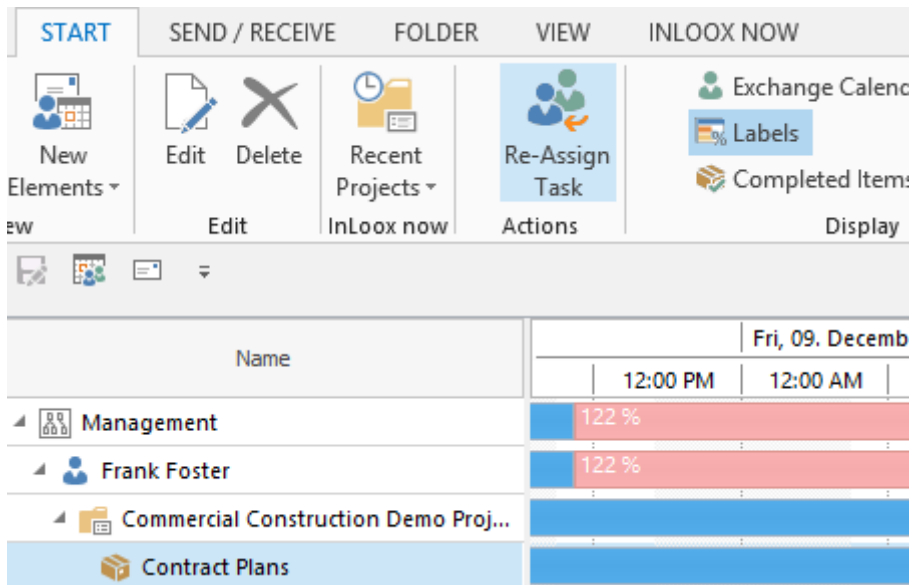 START SEND / RECEIVE FOLDER VIEW INLOOX NOW
Exchange Calend
New Edit Delete Recent Re-Assign Labels
Elements Projects Task Completed Items
ew Edit InLoox now Actions Display
Name Fri, 09. Decemb
12:00 PM 12:00 AM
Management 122 %
Frank Foster 122 %
Commercial Construction Demo Proj...
Contract Plans